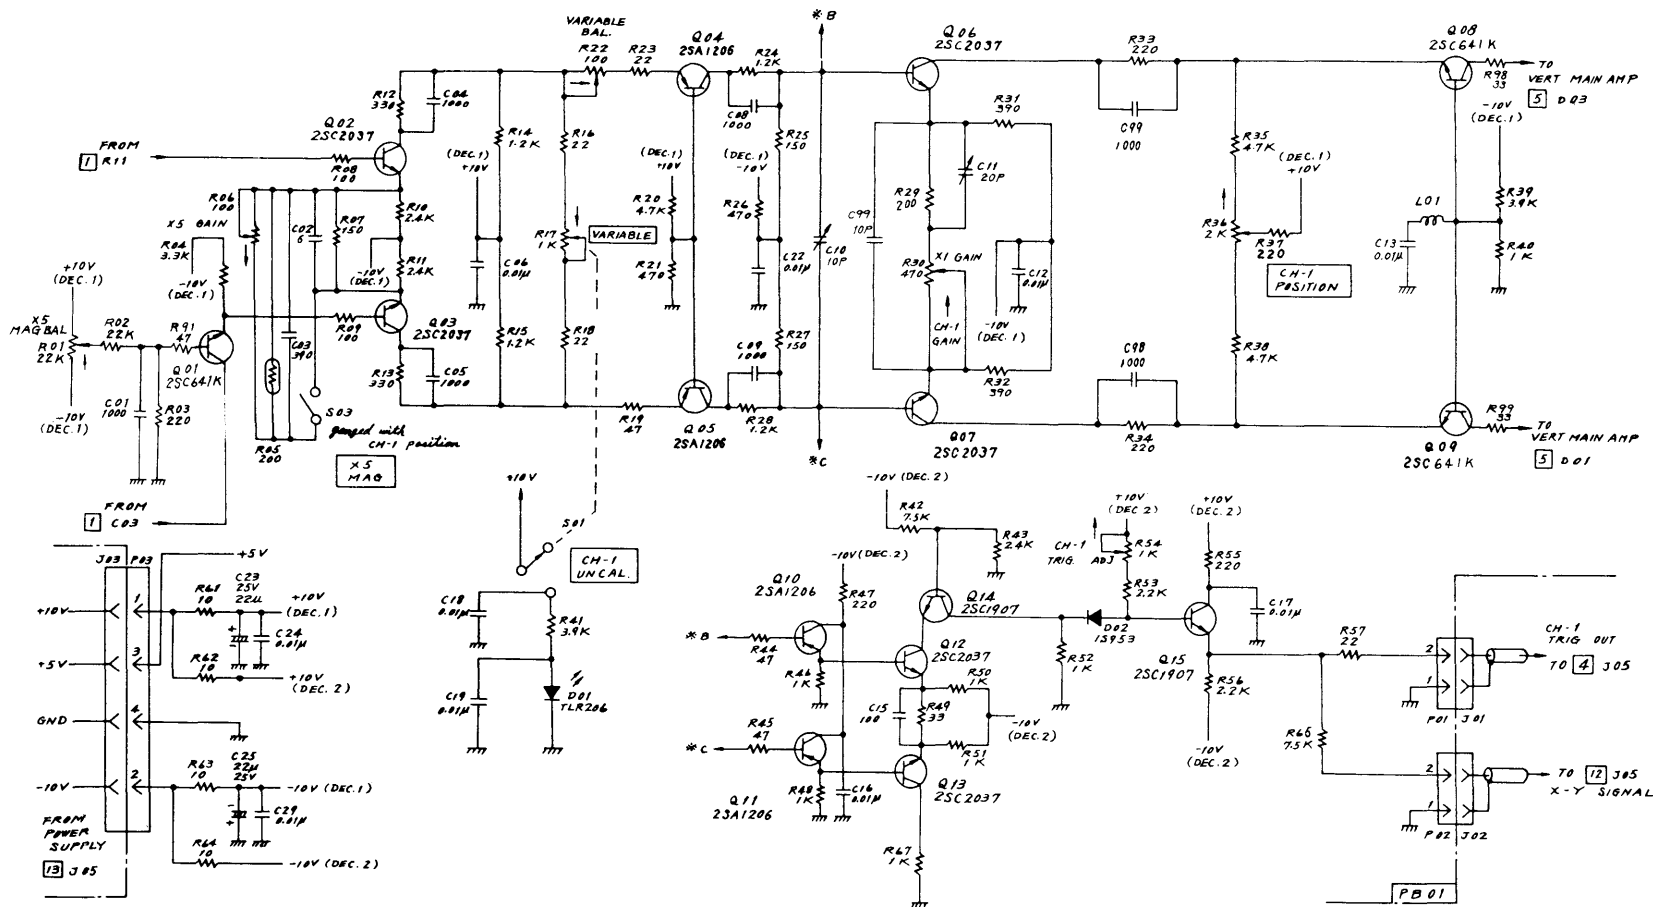 * B
VARIABLE
BAL.
R22
100
R23
22
Q04
2SA1206
R24
1.2K
Q06
2SC2037
R33
220
Q08
2SC641K
R98
33
TO
VERT MAIN AMP
5 D03
-10V
(DEC.1)
R12
330
C04
1000
Q02
2SC2037
C08
1000
R31
390
C99
1000
FROM
1 R11
R08
100
R14
1.2K
R16
22
R25
150
C11
20P
R35
4.7K
(DEC.1)
+10V
(DEC.1)
+10V
(DEC.1)
+10V
(DEC.1)
-10V
R06
100
X5 GAIN
R04
3.3K
-10V
(DEC.1)
C02
6
R07
150
R10
2.4K
R11
2.4K
-10V
(DEC.1)
C06
0.01µ
R17
1K
VARIABLE
R20
4.7K
R21
470
R26
470
C22
0.01µ
C10
10P
C99
10P
R29
200
R30
470
X1 GAIN
CH-1
GAIN
C12
0.01µ
-10V
(DEC.1)
R36
2K
R37
220
CH-1
POSITION
L01
C13
0.01µ
R39
3.9K
R40
1K
+10V
(DEC.1)
X5
MAG BAL
R01
22K
R02
22K
R91
47
-10V
(DEC.1)
C01
1000
R03
220
Q01
2SC641K
C03
390
R09
100
Q03
2SC2037
R13
330
C05
1000
R15
1.2K
R18
22
R05
200
S03
ganged with
CH-1 position
X5
MAG
R19
47
Q05
2SA1206
C09
1000
R27
150
R28
1.2K
* C
R32
390
Q07
2SC2037
C98
1000
R34
220
R38
4.7K
Q09
2SC641K
R99
33
TO
VERT MAIN AMP
5 D01
FROM
1 C03
+10V
S01
CH-1
UNCAL.
C18
0.01µ
R41
3.9K
C19
0.01µ
D01
TLR206
J03 P03
+5V
+10V
1
R61
10
C23
25V
22µ
+10V
(DEC.1)
C24
0.01µ
+5V
3
R62
10
+10V
(DEC.2)
GND
4
-10V
2
R63
10
C25
22µ
25V
-10V (DEC.1)
C29
0.01µ
FROM
POWER
SUPPLY
13 J05
R64
10
-10V (DEC.2)
-10V (DEC.2)
R42
7.5K
R43
2.4K
-10V (DEC.2)
Q10
2SA1206
R47
220
* B
R44
47
R46
1K
Q14
2SC1907
Q12
2SC2037
R50
1K
C15
100
R49
33
-10V
(DEC.2)
* C
R45
47
R51
1K
Q11
2SA1206
R48
1K
C16
0.01µ
Q13
2SC2037
R67
1K
+10V
(DEC.2)
CH-1
TRIG. ADJ
R54
1K
R53
2.2K
D02
1S953
R52
1K
+10V
(DEC.2)
R55
220
C17
0.01µ
Q15
2SC1907
R56
2.2K
-10V
(DEC.2)
R57
22
R66
7.5K
2
1
P01 J01
CH-1
TRIG OUT
TO 4 J05
2
1
P02 J02
TO 12 J05
X-Y SIGNAL
PB01